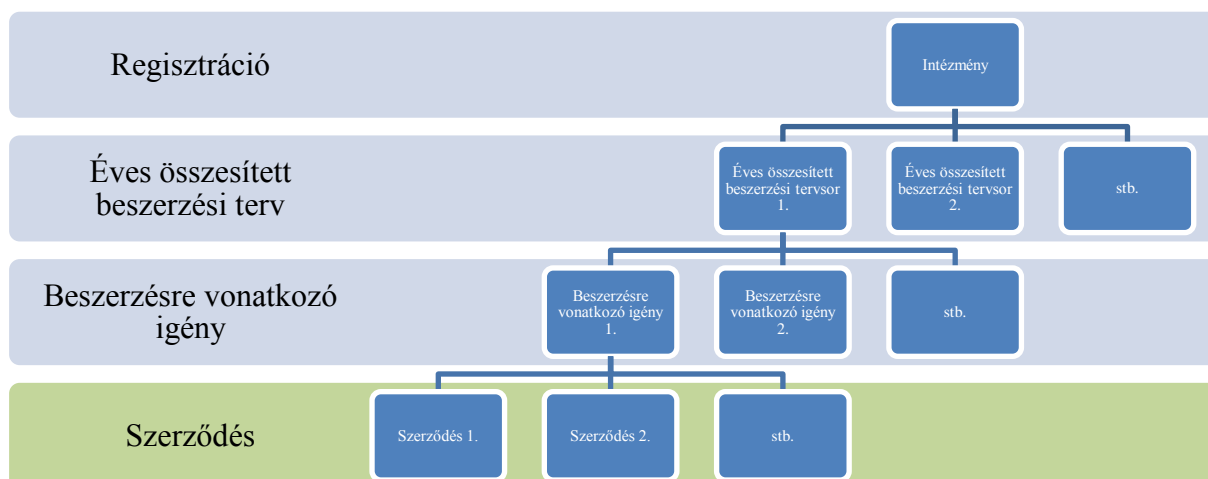 Regisztráció
Intézmény
Éves összesített
beszerzési terv
Éves összesített
beszerzési tervsor
1.
Éves összesített
beszerzési tervsor
2.
stb.
Beszerzésre vonatkozó
igény
Beszerzésre
vonatkozó igény
1.
Beszerzésre
vonatkozó igény
2.
stb.
Szerződés
Szerződés 1.
Szerződés 2.
stb.